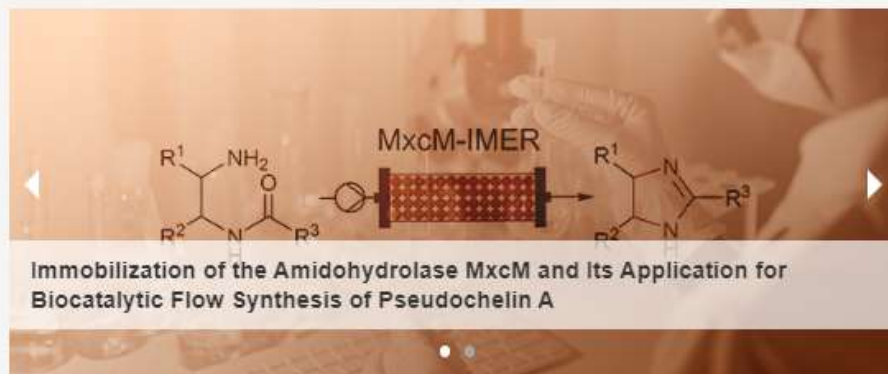 MxcM-IMER
R¹
NH₂
O
R²
N
H
R³
R¹
N
R³
R²
N
H
Immobilization of the Amidohydrolase MxcM and Its Application for
Biocatalytic Flow Synthesis of Pseudochelin A